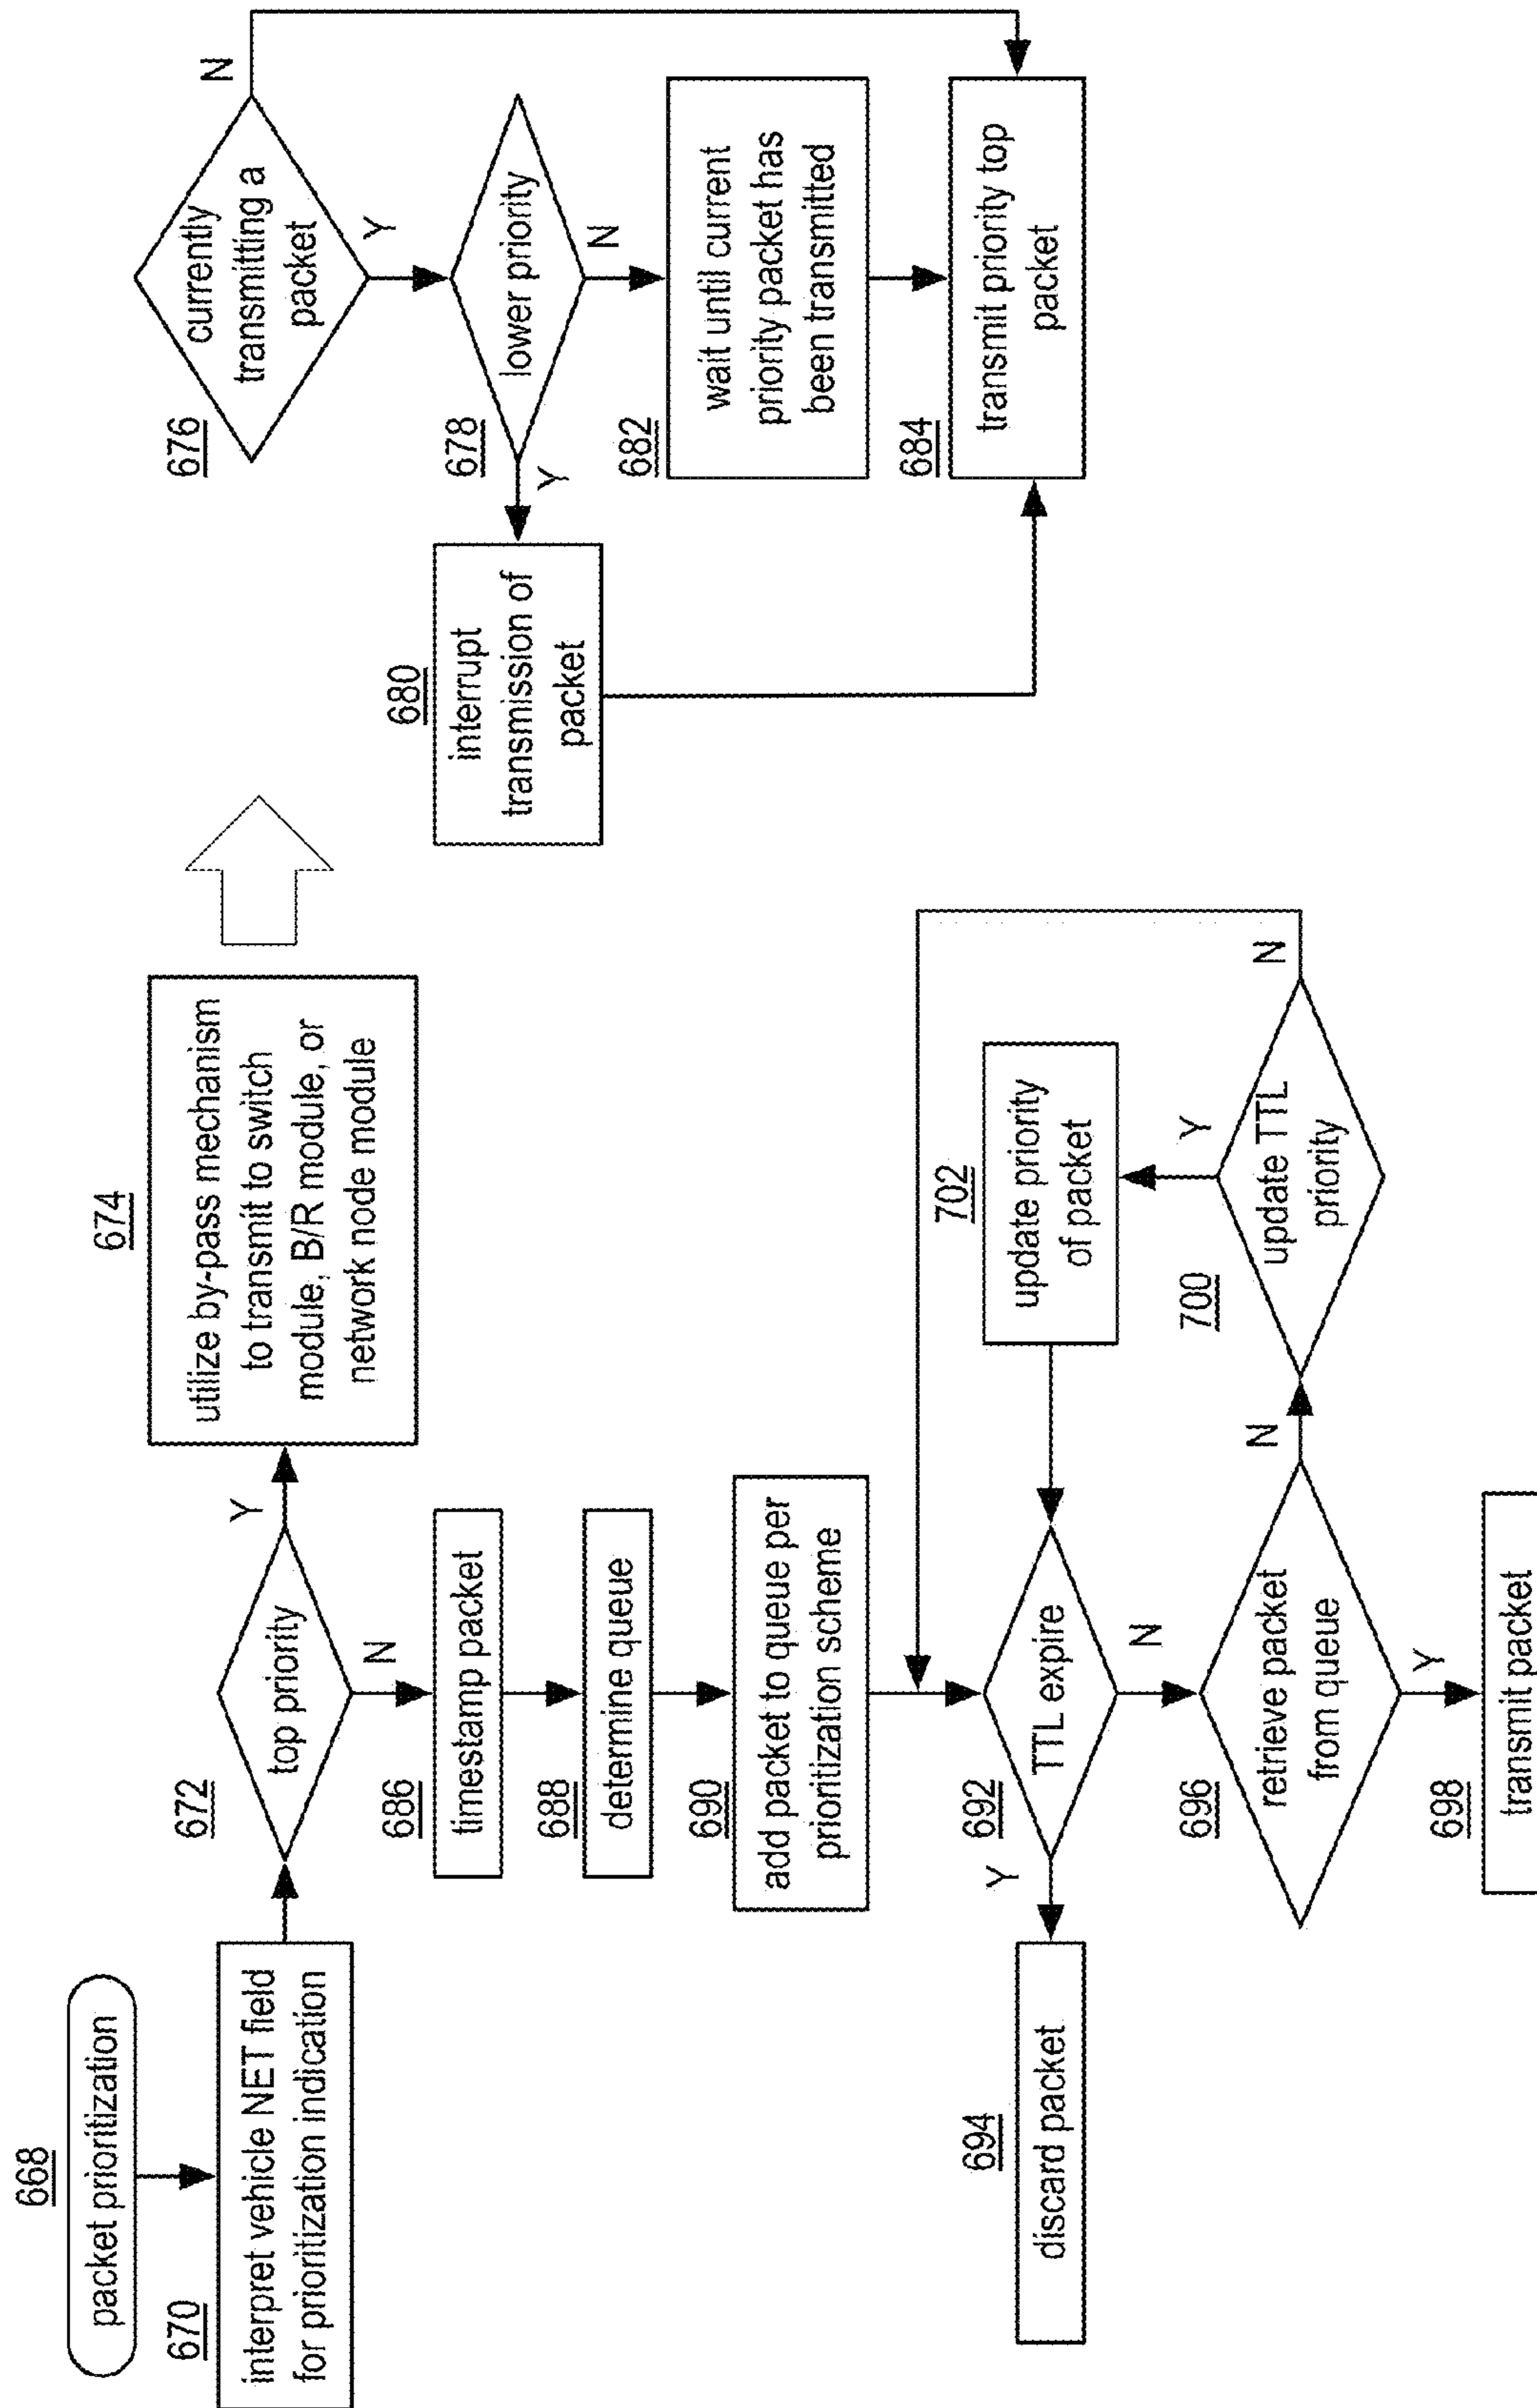 668
packet prioritization
670
interpret vehicle NET field
for prioritization indication
672
top priority
Y
N
674
utilize by-pass mechanism
to transmit to switch
module, B/R module, or
network node module
676
currently
transmitting a
packet
N
Y
678
lower priority
Y
N
680
interrupt
transmission of
packet
682
wait until current
priority packet has
been transmitted
684
transmit priority top
packet
686
timestamp packet
688
determine queue
690
add packet to queue per
prioritization scheme
692
TTL expire
Y
N
694
discard packet
696
retrieve packet
from queue
N
Y
698
transmit packet
700
update TTL
priority
Y
N
702
update priority
of packet